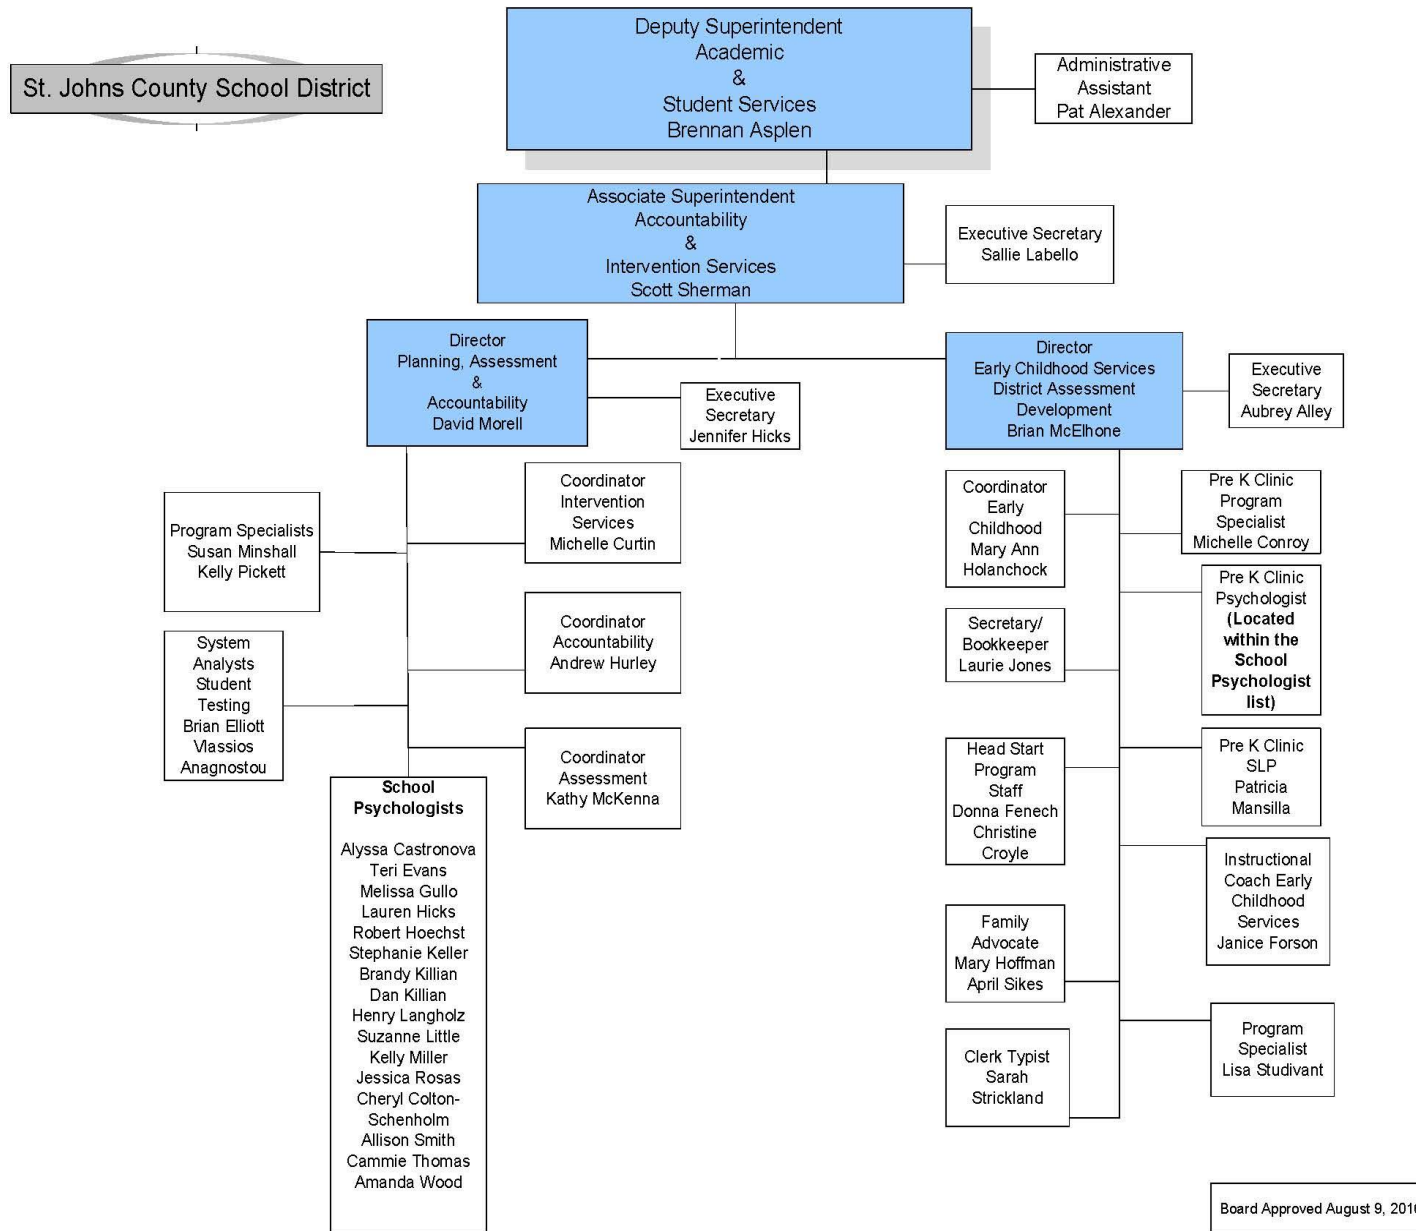 St. Johns County School District
Deputy Superintendent
Academic
&
Student Services
Brennan Asplen
Administrative
Assistant
Pat Alexander
Associate Superintendent
Accountability
&
Intervention Services
Scott Sherman
Executive Secretary
Sallie Labello
Director
Planning, Assessment
&
Accountability
David Morell
Executive
Secretary
Jennifer Hicks
Director
Early Childhood Services
District Assessment
Development
Brian McElhone
Executive
Secretary
Aubrey Alley
Program Specialists
Susan Minshall
Kelly Pickett
Coordinator
Intervention
Services
Michelle Curtin
System
Analysts
Student
Testing
Brian Elliott
Vlassios
Anagnostou
Coordinator
Accountability
Andrew Hurley
Coordinator
Assessment
Kathy McKenna
School
Psychologists
Alyssa Castronova
Teri Evans
Melissa Gullo
Lauren Hicks
Robert Hoechst
Stephanie Keller
Brandy Killian
Dan Killian
Henry Langholz
Suzanne Little
Kelly Miller
Jessica Rosas
Cheryl Colton-
Schenholm
Allison Smith
Cammie Thomas
Amanda Wood
Coordinator
Early
Childhood
Mary Ann
Holanchock
Pre K Clinic
Program
Specialist
Michelle Conroy
Secretary/
Bookkeeper
Laurie Jones
Pre K Clinic
Psychologist
(Located
within the
School
Psychologist
list)
Head Start
Program
Staff
Donna Fenech
Christine
Croyle
Pre K Clinic
SLP
Patricia
Mansilla
Instructional
Coach Early
Childhood
Services
Janice Forson
Family
Advocate
Mary Hoffman
April Sikes
Program
Specialist
Lisa Studivant
Clerk Typist
Sarah
Strickland
Board Approved August 9, 2016